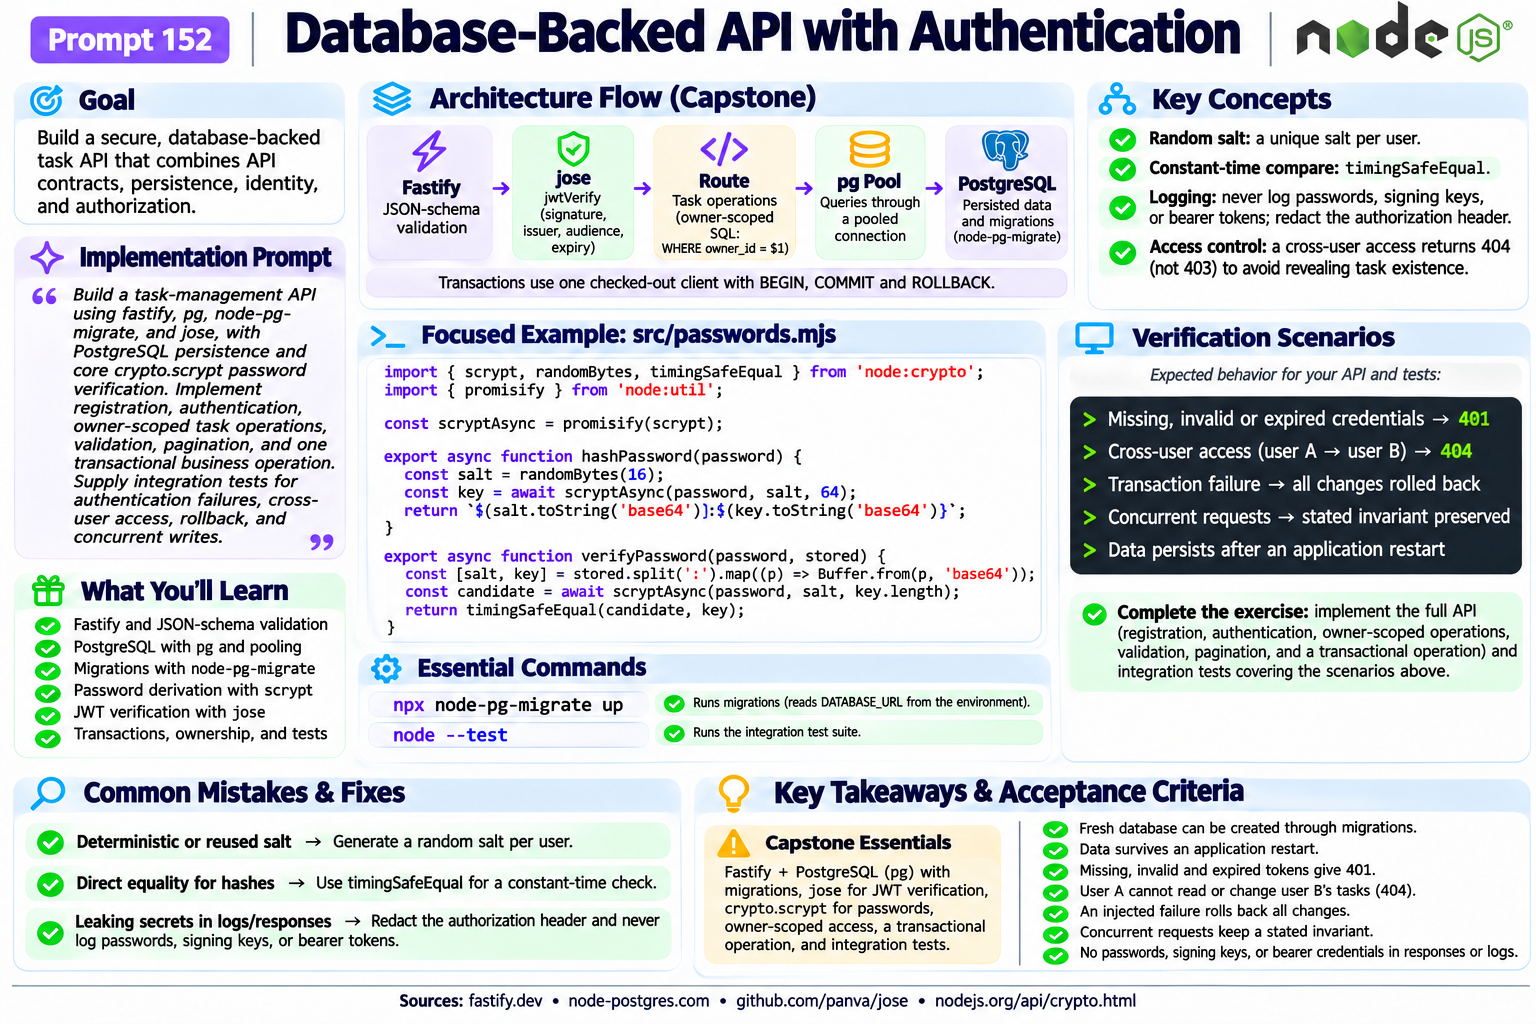 Prompt 152
Database-Backed API with Authentication
node
JS®
Goal
Build a secure, database-backed
task API that combines API
contracts, persistence, identity,
and authorization.
Implementation Prompt
“
Build a task-management API
using fastify, pg, node-pg-
migrate, and jose, with
PostgreSQL persistence and
core crypto.scrypt password
verification. Implement
registration, authentication,
owner-scoped task operations,
validation, pagination, and one
transactional business operation.
Supply integration tests for
authentication failures, cross-
user access, rollback, and
concurrent writes.
”
What You'll Learn
Fastify and JSON-schema validation
PostgreSQL with pg and pooling
Migrations with node-pg-migrate
Password derivation with scrypt
JWT verification with jose
Transactions, ownership, and tests
Architecture Flow (Capstone)
Fastify
JSON-schema
validation
jose
jwtVerify
(signature,
issuer, audience,
expiry)
</>
Route
Task operations
(owner-scoped
SQL:
WHERE owner_id = $1)
pg Pool
Queries through
a pooled
connection
PostgreSQL
Persisted data
and migrations
(node-pg-migrate)
Transactions use one checked-out client with BEGIN, COMMIT and ROLLBACK.
Key Concepts
Random salt: a unique salt per user.
Constant-time compare: timingSafeEqual.
Logging: never log passwords, signing keys,
or bearer tokens; redact the authorization header.
Access control: a cross-user access returns 404
(not 403) to avoid revealing task existence.
Focused Example: src/passwords.mjs
import { scrypt, randomBytes, timingSafeEqual } from 'node:crypto';
import { promisify } from 'node:util';
const scryptAsync = promisify(scrypt);
export async function hashPassword(password) {
const salt = randomBytes(16);
const key = await scryptAsync(password, salt, 64);
return `$(salt.toString('base64')]:$(key.toString('base64')}`;
}
export async function verifyPassword(password, stored) {
const [salt, key] = stored.split(':').map((p) => Buffer.from(p, 'base64'));
const candidate = await scryptAsync(password, salt, key.length);
return timingSafeEqual(candidate, key);
}
Essential Commands
npx node-pg-migrate up
Runs migrations (reads DATABASE_URL from the environment).
node --test
Runs the integration test suite.
Verification Scenarios
Expected behavior for your API and tests:
> Missing, invalid or expired credentials → 401
> Cross-user access (user A → user B) → 404
> Transaction failure → all changes rolled back
> Concurrent requests → stated invariant preserved
> Data persists after an application restart
Complete the exercise: implement the full API
(registration, authentication, owner-scoped operations,
validation, pagination, and a transactional operation) and
integration tests covering the scenarios above.
Common Mistakes & Fixes
Deterministic or reused salt → Generate a random salt per user.
Direct equality for hashes → Use timingSafeEqual for a constant-time check.
Leaking secrets in logs/responses → Redact the authorization header and never
log passwords, signing keys, or bearer tokens.
Key Takeaways & Acceptance Criteria
Capstone Essentials
Fastify + PostgreSQL (pg) with
migrations, jose for JWT verification,
crypto.scrypt for passwords,
owner-scoped access, a transactional
operation, and integration tests.
Fresh database can be created through migrations.
Data survives an application restart.
Missing, invalid and expired tokens give 401.
User A cannot read or change user B's tasks (404).
An injected failure rolls back all changes.
Concurrent requests keep a stated invariant.
No passwords, signing keys, or bearer credentials in responses or logs.
Sources: fastify.dev • node-postgres.com • github.com/panva/jose • nodejs.org/api/crypto.html